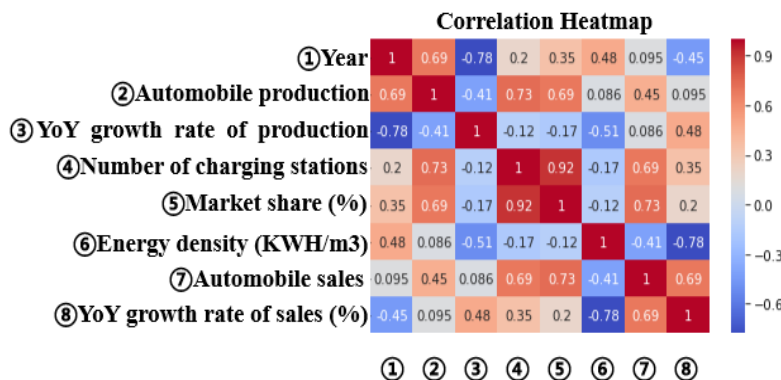 Correlation Heatmap
①Year 1 0.69 -0.78 0.2 0.35 0.48 0.095 -0.45
②Automobile production 0.69 1 -0.41 0.73 0.69 0.086 0.45 0.095
③YoY growth rate of production -0.78 -0.41 1 -0.12 -0.17 -0.51 0.086 0.48
④Number of charging stations 0.2 0.73 -0.12 1 0.92 -0.17 0.69 0.35
⑤Market share (%) 0.35 0.69 -0.17 0.92 1 -0.12 0.73 0.2
⑥Energy density (KWH/m3) 0.48 0.086 -0.51 -0.17 -0.12 1 -0.41 -0.78
⑦Automobile sales 0.095 0.45 0.086 0.69 0.73 -0.41 1 0.69
⑧YoY growth rate of sales (%) -0.45 0.095 0.48 0.35 0.2 -0.78 0.69 1
① ② ③ ④ ⑤ ⑥ ⑦ ⑧
0.9
0.6
0.3
0.0
−0.3
−0.6